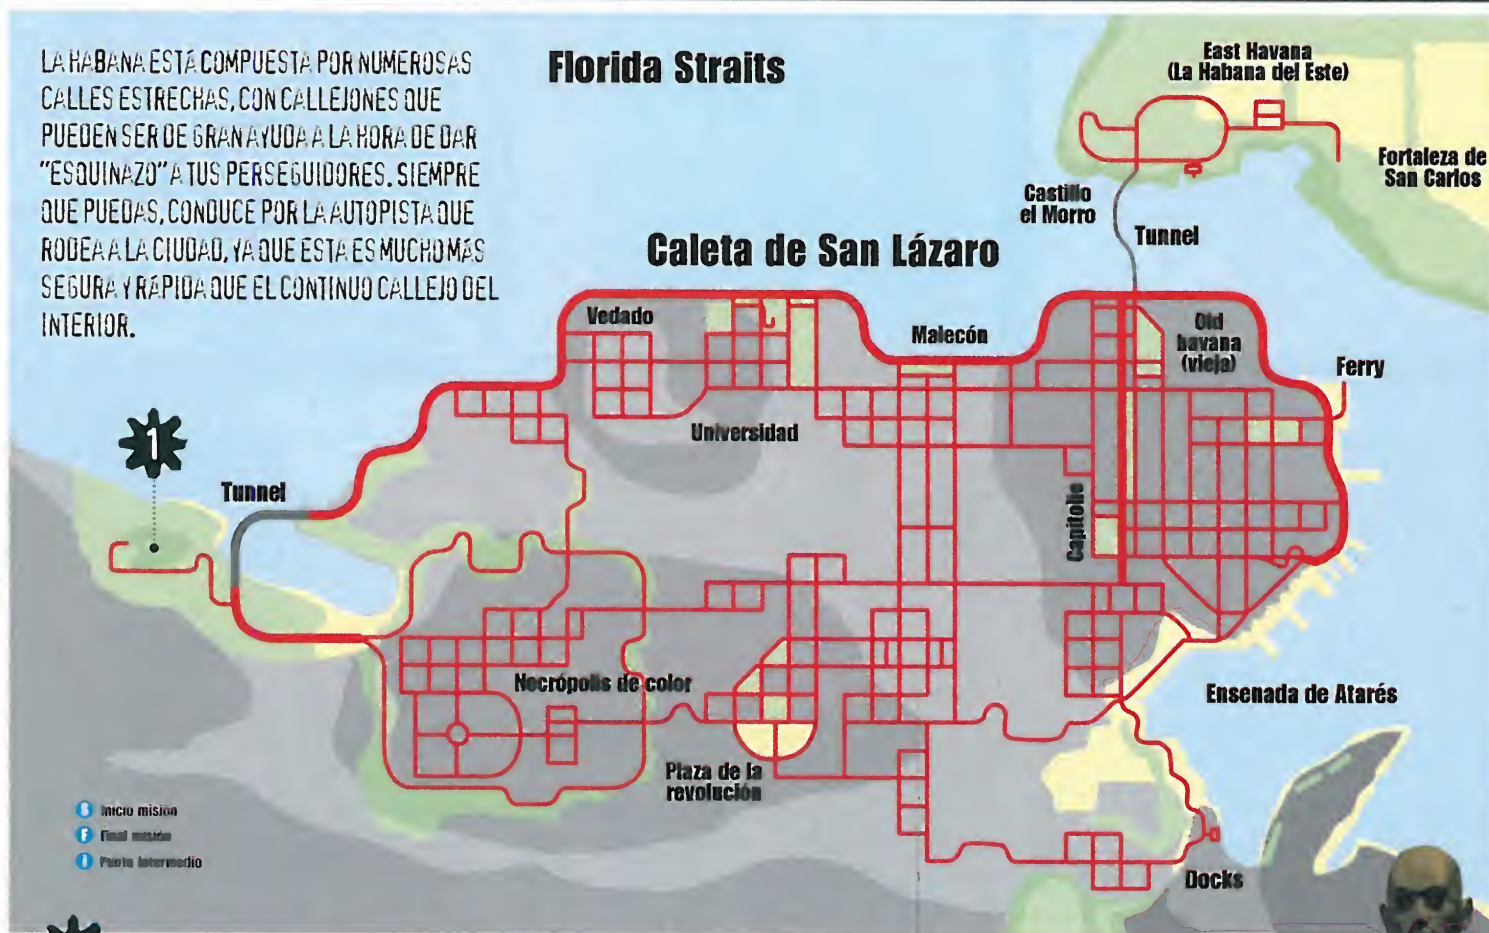 LA HABANA ESTÁ COMPUESTA POR NUMEROSAS
CALLES ESTRECHAS, CON CALLEJONES QUE
PUEDEN SER DE GRAN AYUDA A LA HORA DE DAR
"ESQUINAZO" A TUS PERSEGUIDORES. SIEMPRE
QUE PUEDAS, CONDUCE POR LA AUTOPISTA QUE
RODEA A LA CIUDAD, YA QUE ESTA ES MUCHO MÁS
SEGURA Y RÁPIDA QUE EL CONTINUO CALLEJO DEL
INTERIOR.
Florida Straits
East Havana
(La Habana del Este)
Fortaleza de
San Carlos
Castillo
el Morro
Tunnel
Caleta de San Lázaro
Vedado
Malecón
Old
havana
(vieja)
Ferry
Universidad
1
Tunnel
Capitolio
Necrópolis de color
Ensenada de Atarés
Plaza de la
revolución
S Inicio misión
F Final misión
I Punto intermedio
Docks